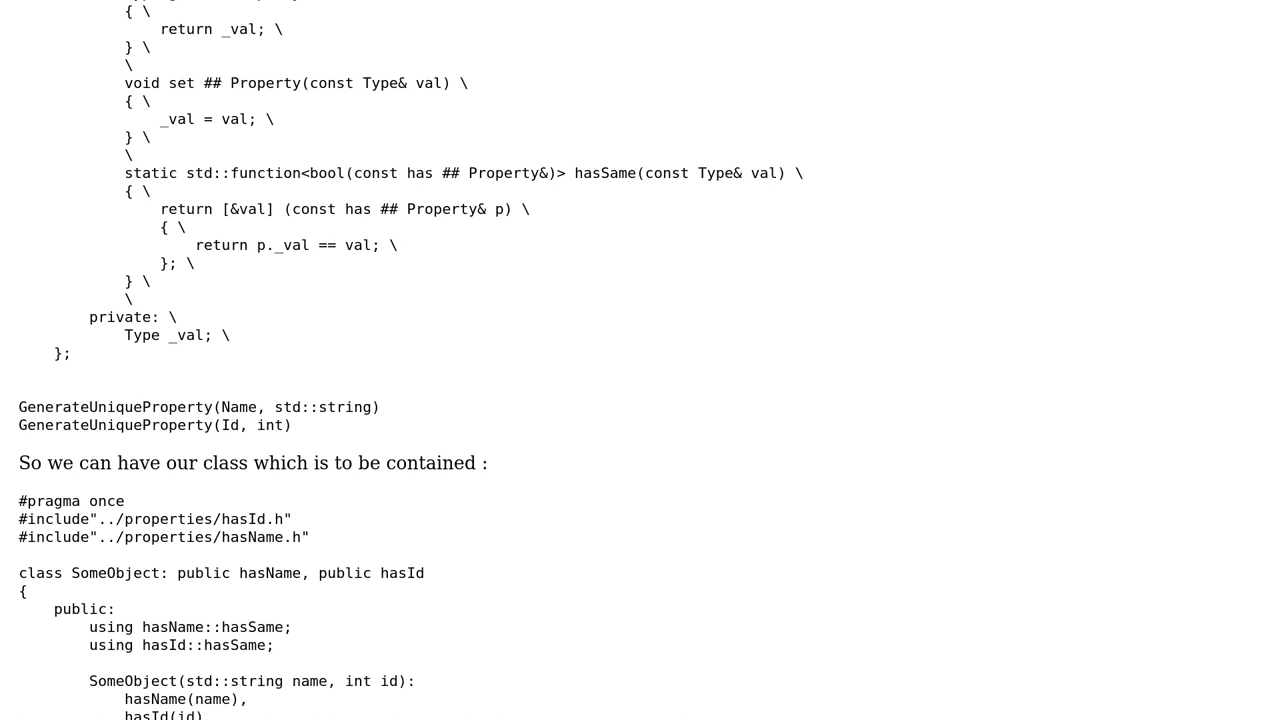 { \
return _val; \
} \
\
void set ## Property(const Type& val) \
{ \
_val = val; \
} \
\
static std::function<bool(const has ## Property&)> hasSame(const Type& val) \
{ \
return [&val] (const has ## Property& p) \
{ \
return p._val == val; \
}; \
} \
\
private: \
Type _val; \
};
GenerateUniqueProperty(Name, std::string)
GenerateUniqueProperty(Id, int)
So we can have our class which is to be contained :
#pragma once
#include"../properties/hasId.h"
#include"../properties/hasName.h"
class SomeObject: public hasName, public hasId
{
public:
using hasName::hasSame;
using hasId::hasSame;
SomeObject(std::string name, int id):
hasName(name),
hasId(id)